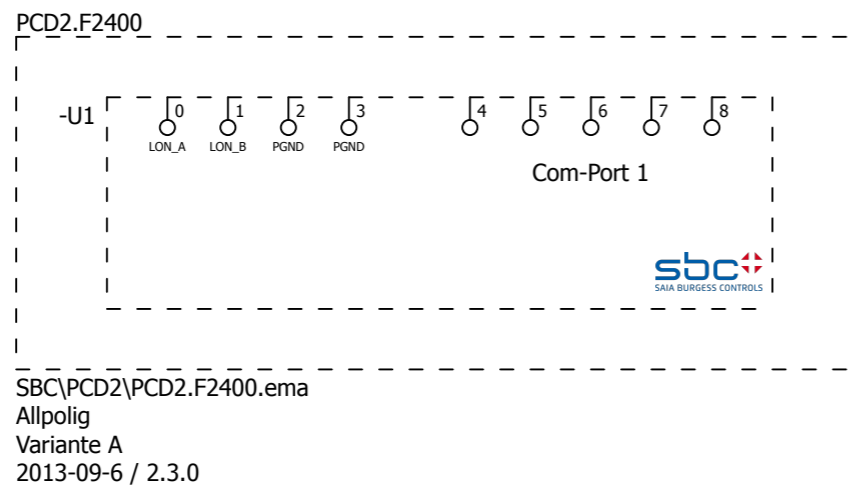 PCD2.F2400
-U1
0 1 2 3 4 5 6 7 8
LON_A LON_B PGND PGND
Com-Port 1
sbc
SAIA BURGESS CONTROLS
SBC\PCD2\PCD2.F2400.ema
Allpolig
Variante A
2013-09-6 / 2.3.0